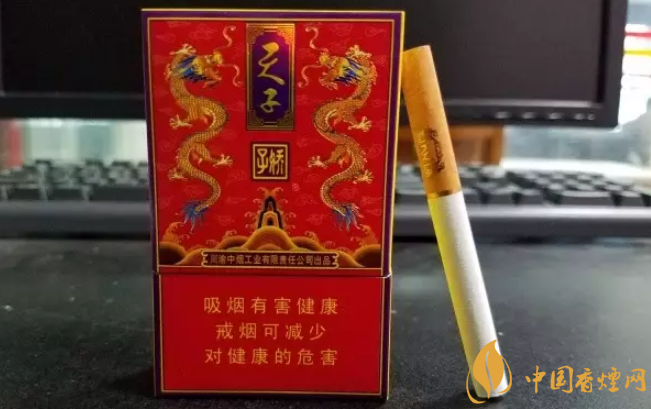 天子
娇子
川渝中烟工业有限责任公司出品
吸烟有害健康
戒烟可减少
对健康的危害
中国香煙网